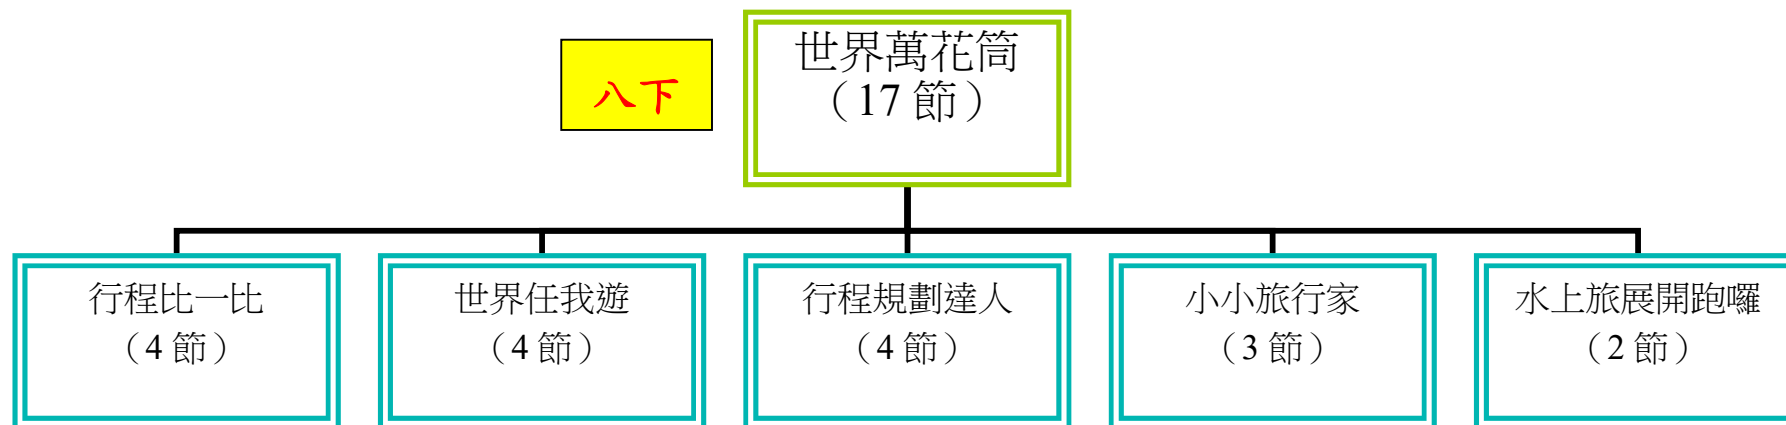 八下
世界萬花筒
（17 節）
行程比一比
（4 節）
世界任我遊
（4 節）
行程規劃達人
（4 節）
小小旅行家
（3 節）
水上旅展開跑囉
（2 節）